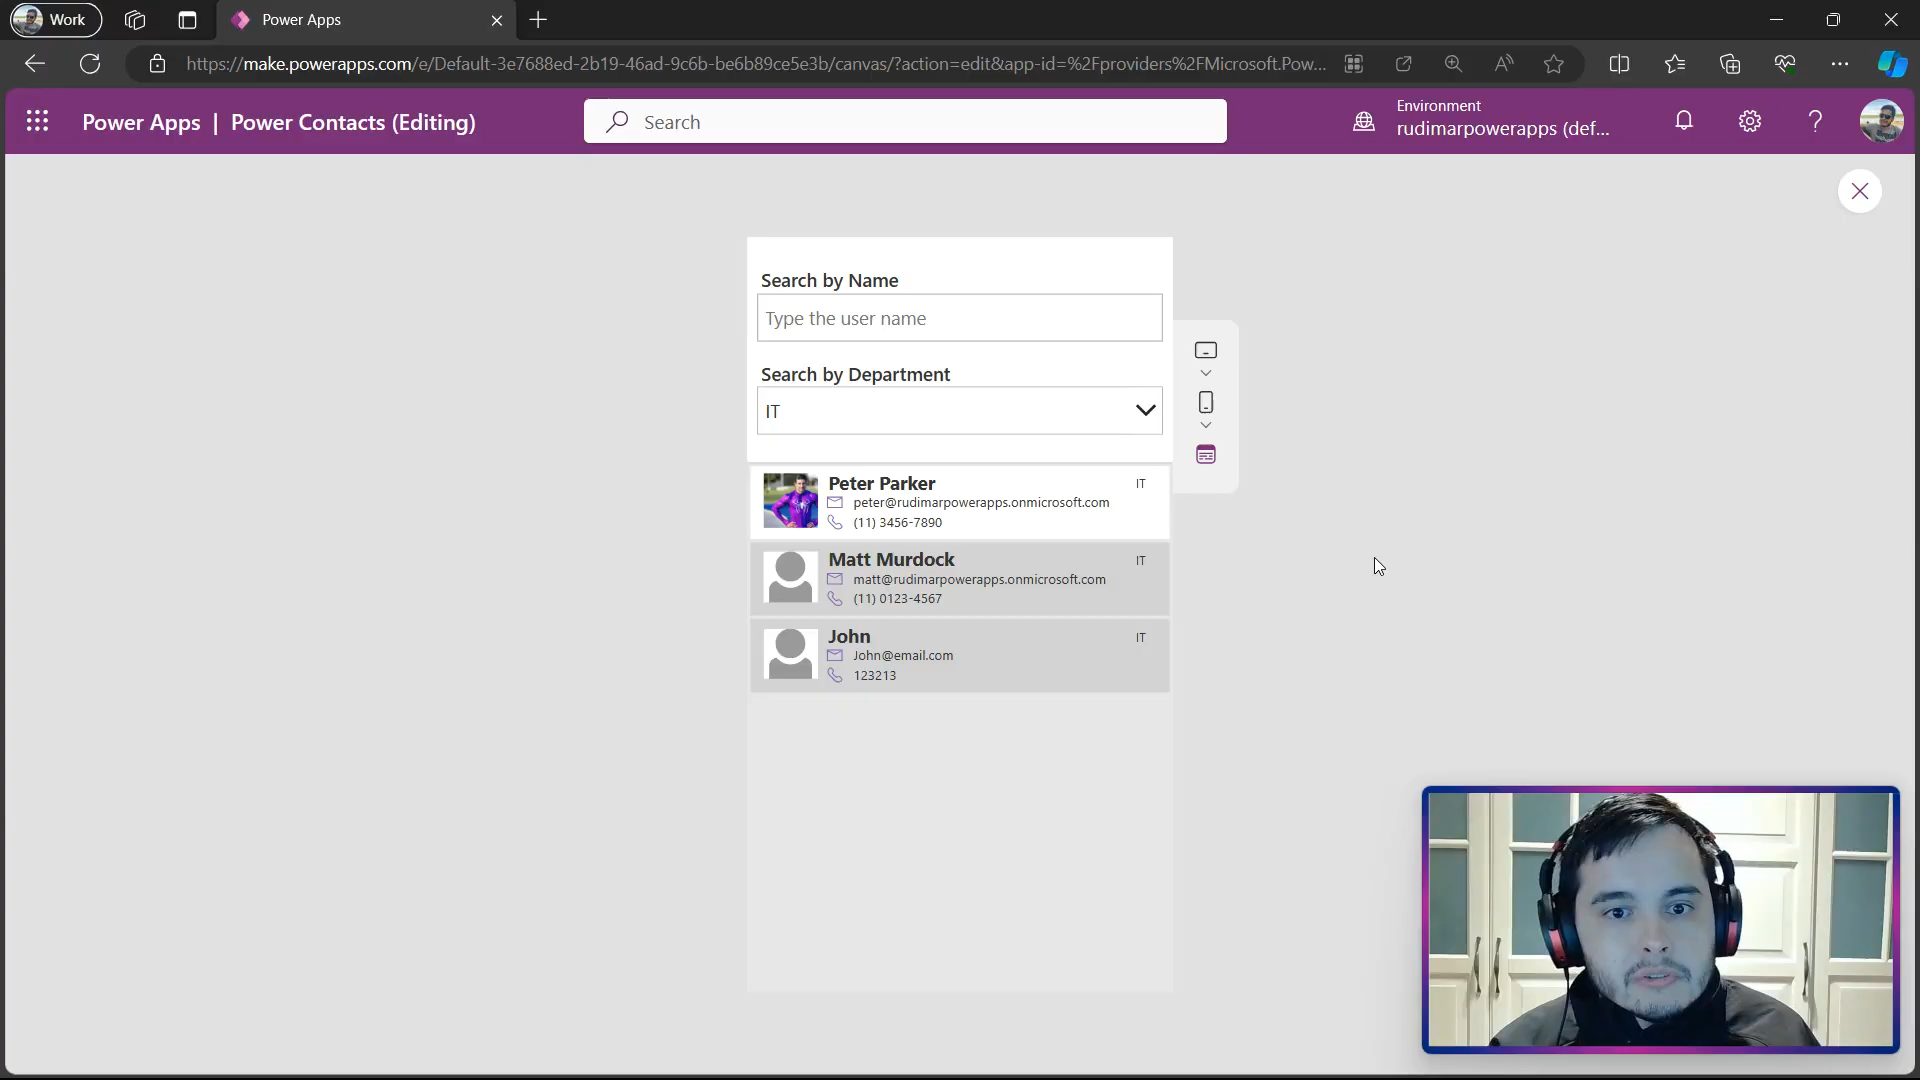 Work
Power Apps
https://make.powerapps.com/e/Default-3e7688ed-2b19-46ad-9c6b-be6b89ce5e3b/canvas/?action=edit&app-id=%2Fproviders%2FMicrosoft.Pow...
Power Apps | Power Contacts (Editing)
Search
Environment
rudimarpowerapps (def...
Search by Name
Type the user name
Search by Department
IT
Peter Parker
IT
peter@rudimarpowerapps.onmicrosoft.com
(11) 3456-7890
Matt Murdock
IT
matt@rudimarpowerapps.onmicrosoft.com
(11) 0123-4567
John
IT
John@email.com
123213